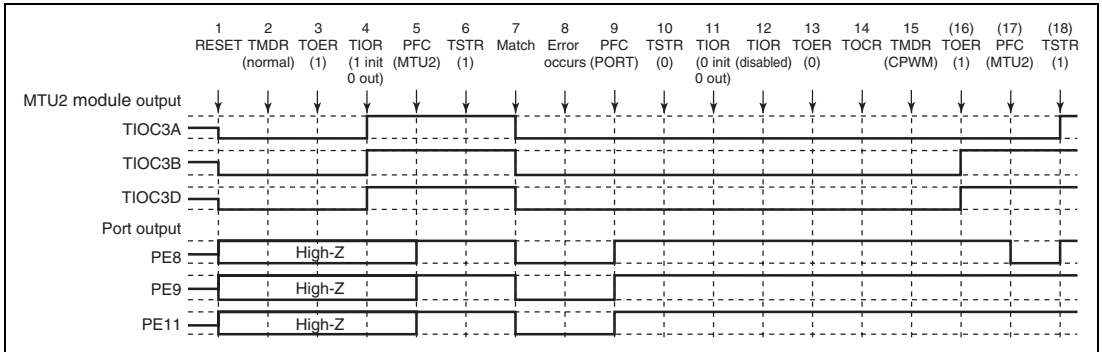 1 2 3 4 5 6 7 8 9 10 11 12 13 14 15 (16) (17) (18)
RESET TMDR TOER TIOR PFC TSTR Match Error PFC TSTR TIOR TIOR TOER TOCR TMDR TOER PFC TSTR
(normal) (1) (1 init (MTU2) (1) occurs (PORT) (0) (0 init (disabled) (0) (CPWM) (1) (MTU2) (1)
0 out) 0 out)
MTU2 module output
TIOC3A
TIOC3B
TIOC3D
Port output
PE8 High-Z
PE9 High-Z
PE11 High-Z